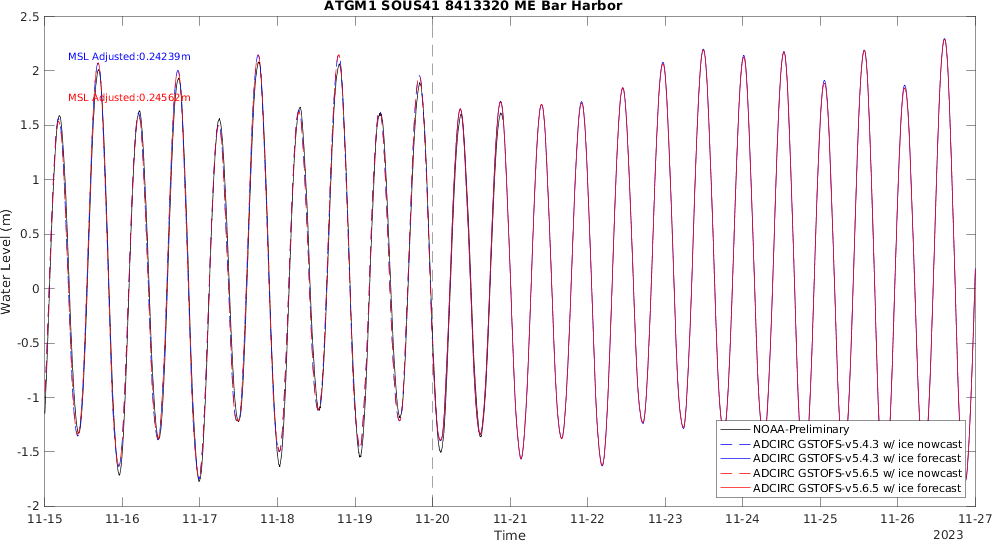 ATGM1 SOUS41 8413320 ME Bar Harbor
MSL Adjusted:0.24239m
MSL Adjusted:0.24562m
Water Level (m)
2.5
2
1.5
1
0.5
0
-0.5
-1
-1.5
-2
NOAA-Preliminary
ADCIRC GSTOFS-v5.4.3 w/ ice nowcast
ADCIRC GSTOFS-v5.4.3 w/ ice forecast
ADCIRC GSTOFS-v5.6.5 w/ ice nowcast
ADCIRC GSTOFS-v5.6.5 w/ ice forecast
11-15 11-16 11-17 11-18 11-19 11-20 11-21 11-22 11-23 11-24 11-25 11-26 11-27
Time
2023